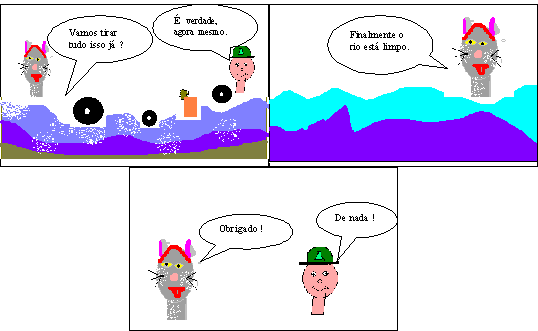 Vamos tirar
tudo isso já ?
É verdade,
agora mesmo.
Finalmente o
rio está limpo.
Obrigado !
De nada !